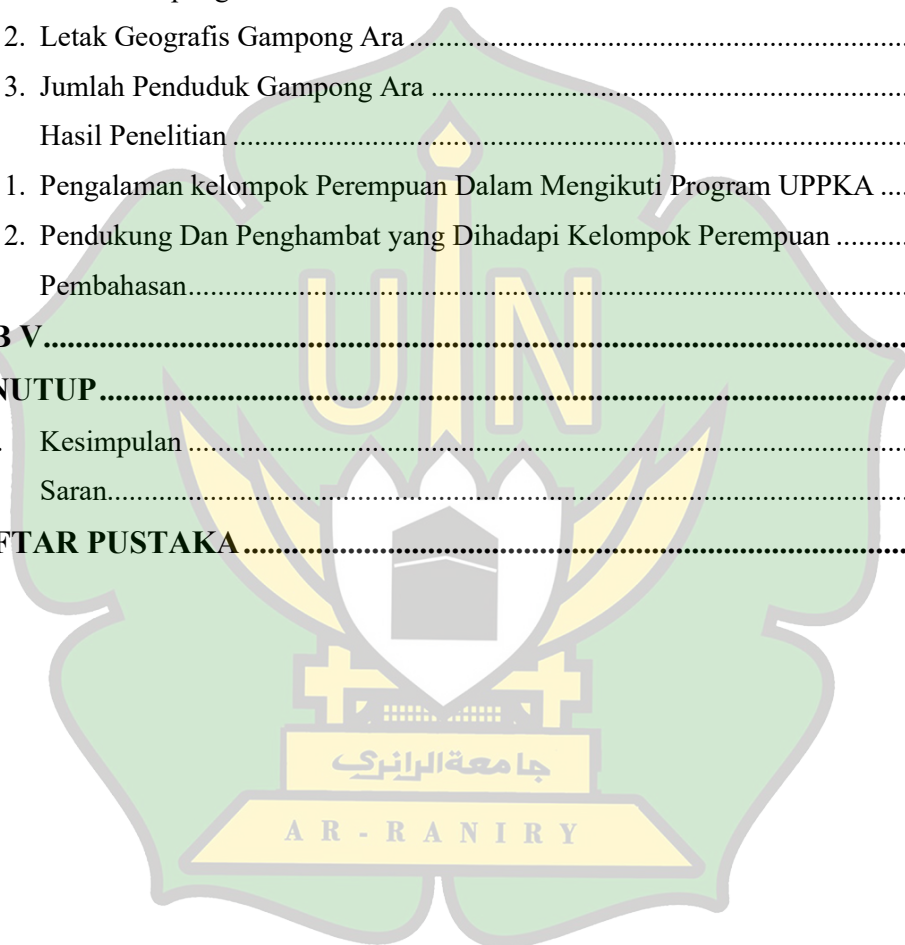 2. Letak Geografis Gampong Ara ..........
3. Jumlah Penduduk Gampong Ara ..........
Hasil Penelitian ..........
1. Pengalaman kelompok Perempuan Dalam Mengikuti Program UPPKA ....
2. Pendukung Dan Penghambat yang Dihadapi Kelompok Perempuan ..........
Pembahasan..........
B V..........
NUTUP..........
Kesimpulan ..........
Saran..........
FTAR PUSTAKA ..........
UIN
جامعة الرانري
AR-RANIRY